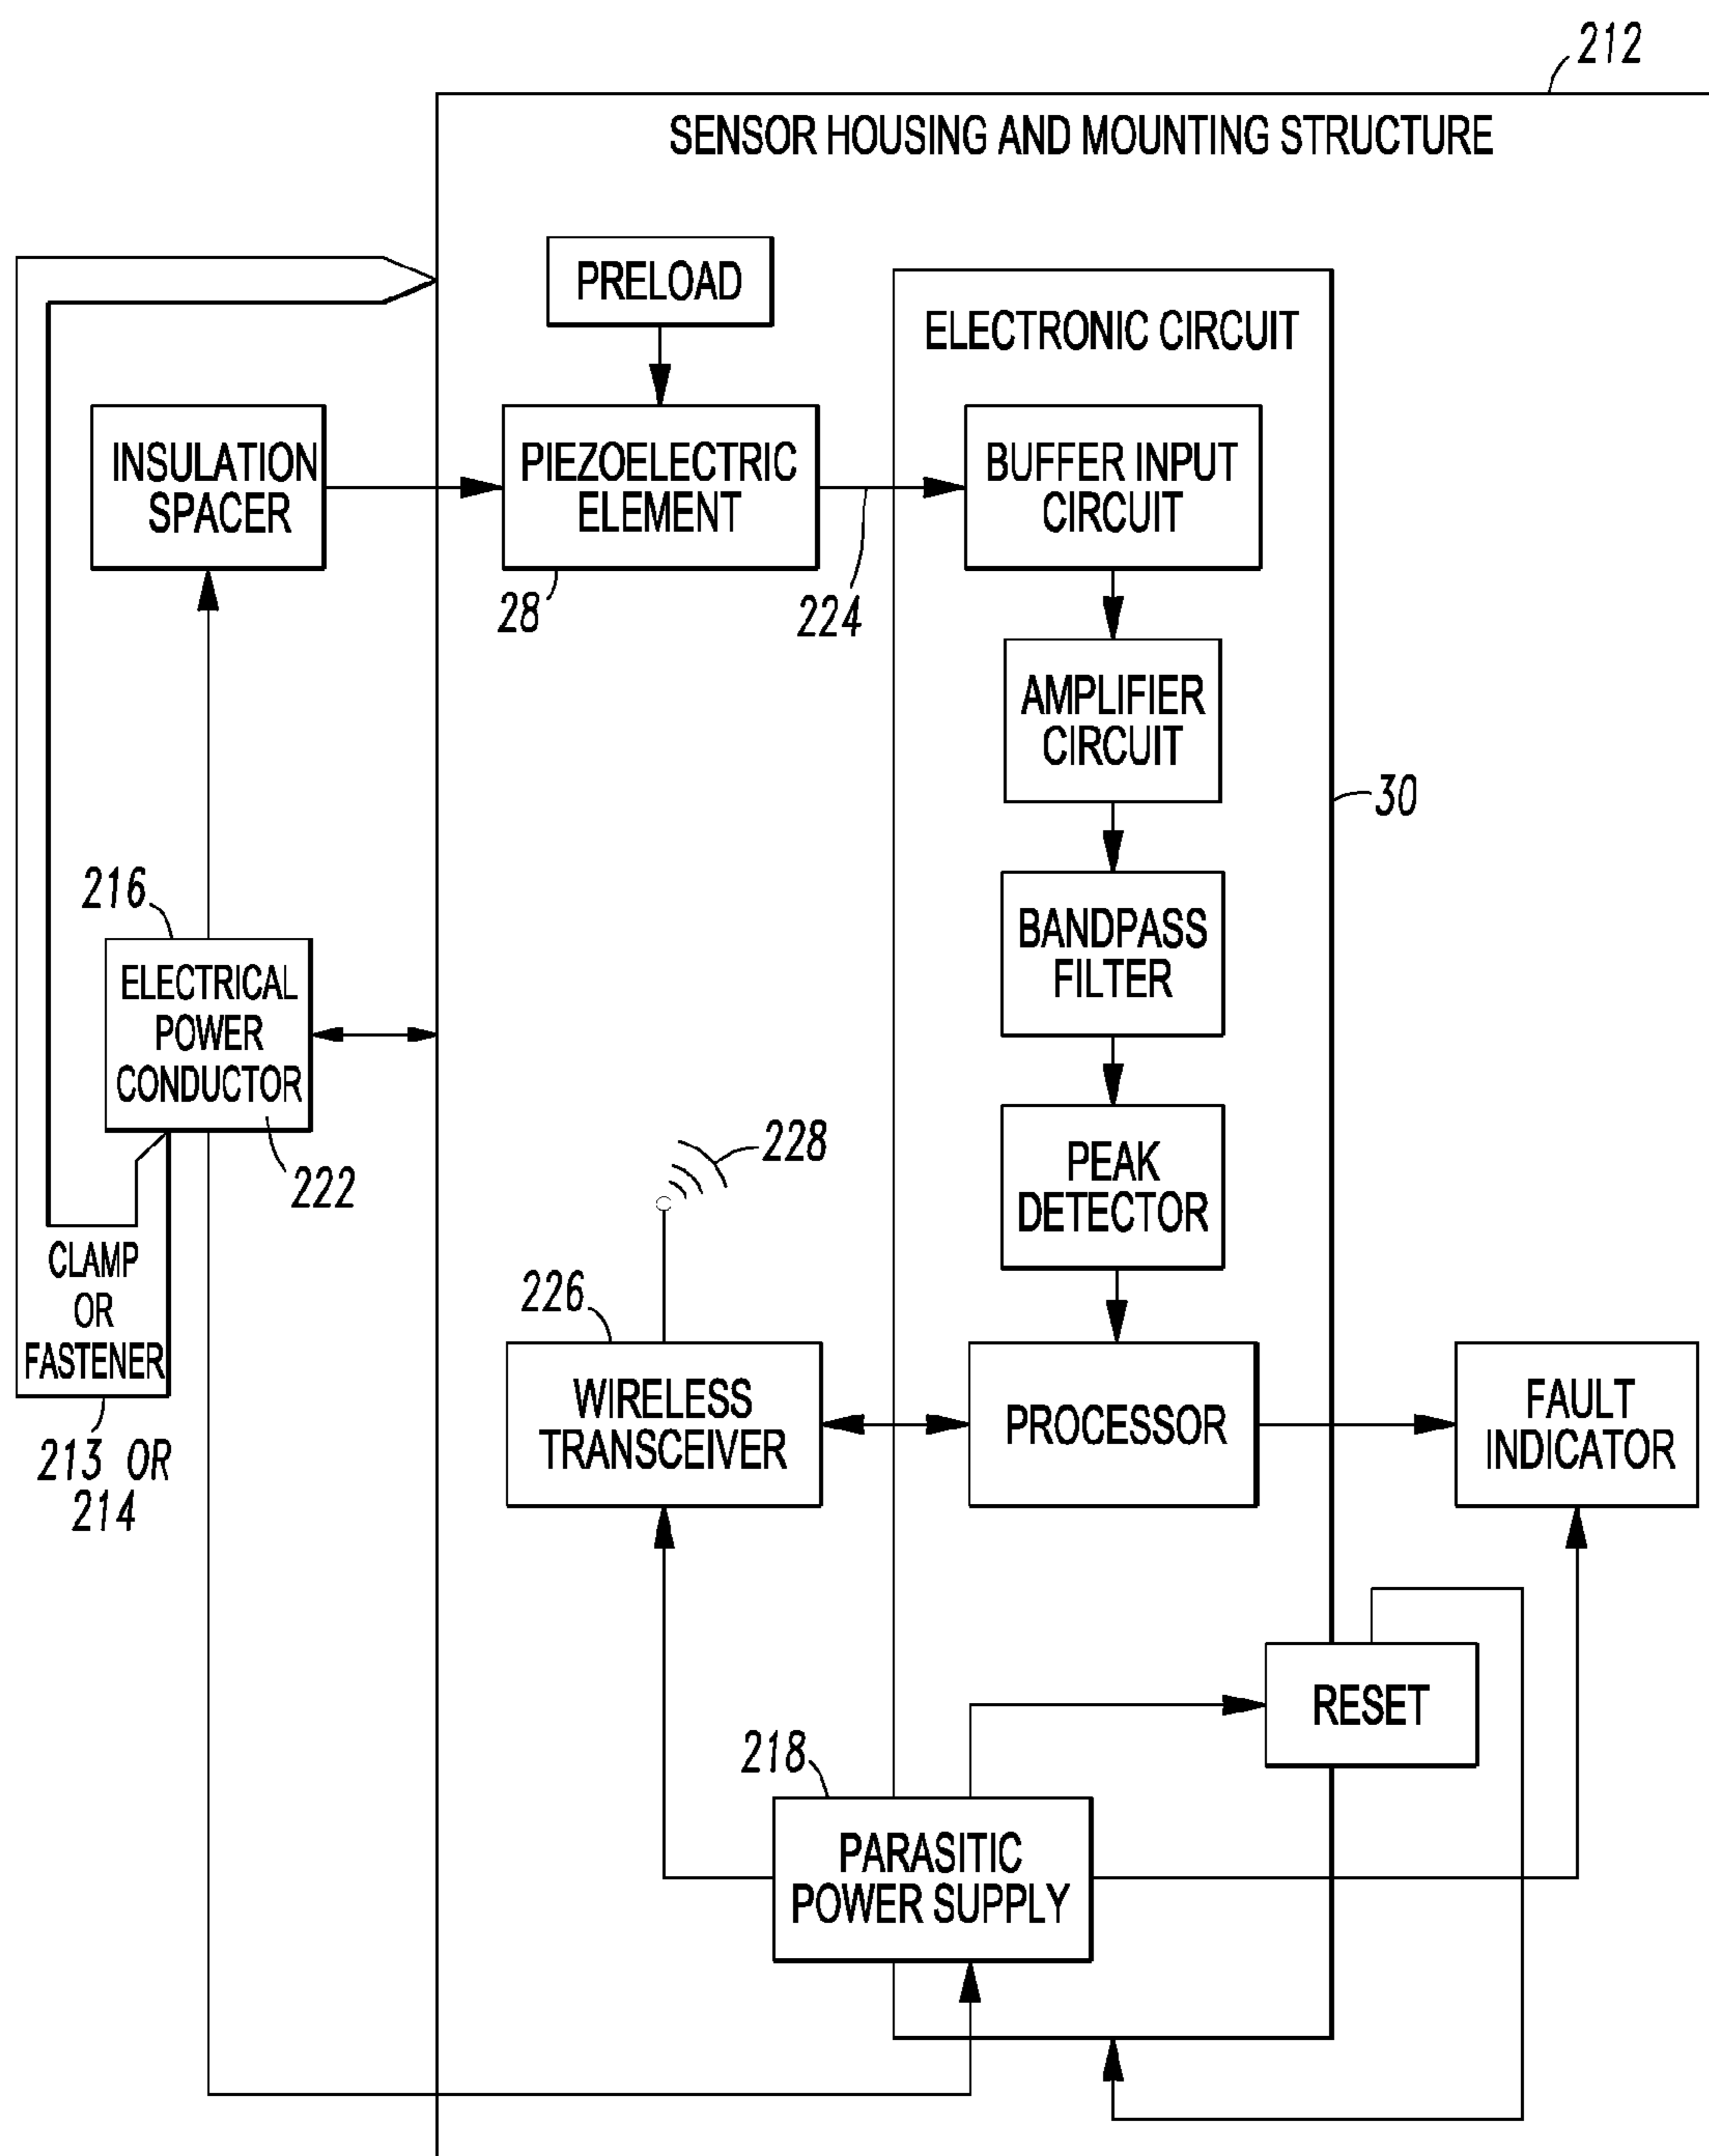 212
SENSOR HOUSING AND MOUNTING STRUCTURE
PRELOAD
ELECTRONIC CIRCUIT
INSULATION
SPACER
PIEZOELECTRIC
ELEMENT
BUFFER INPUT
CIRCUIT
28
224
AMPLIFIER
CIRCUIT
30
216
BANDPASS
FILTER
ELECTRICAL
POWER
CONDUCTOR
222
228
PEAK
DETECTOR
CLAMP
OR
FASTENER
213 OR
214
226
WIRELESS
TRANSCEIVER
PROCESSOR
FAULT
INDICATOR
RESET
218
PARASITIC
POWER SUPPLY